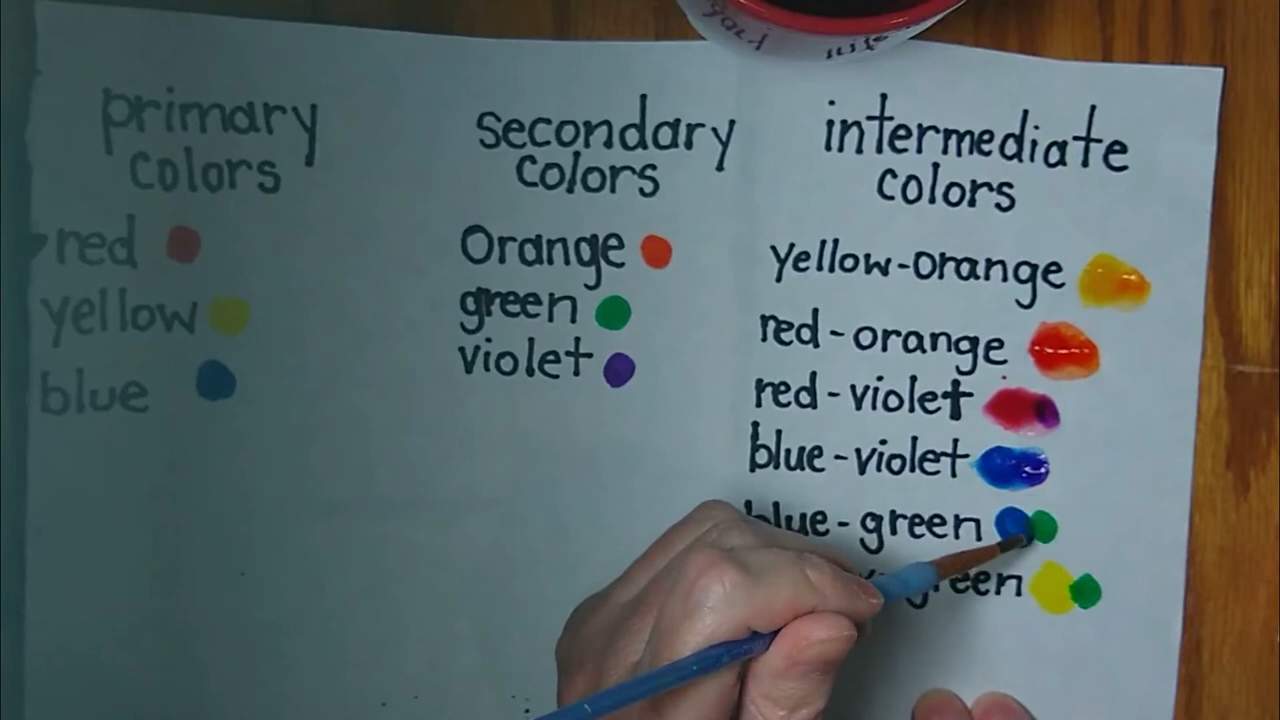 primary
colors
red
yellow
blue
secondary
colors
Orange
green
violet
intermediate
colors
yellow-orange
red-orange
red-violet
blue-violet
blue-green
green